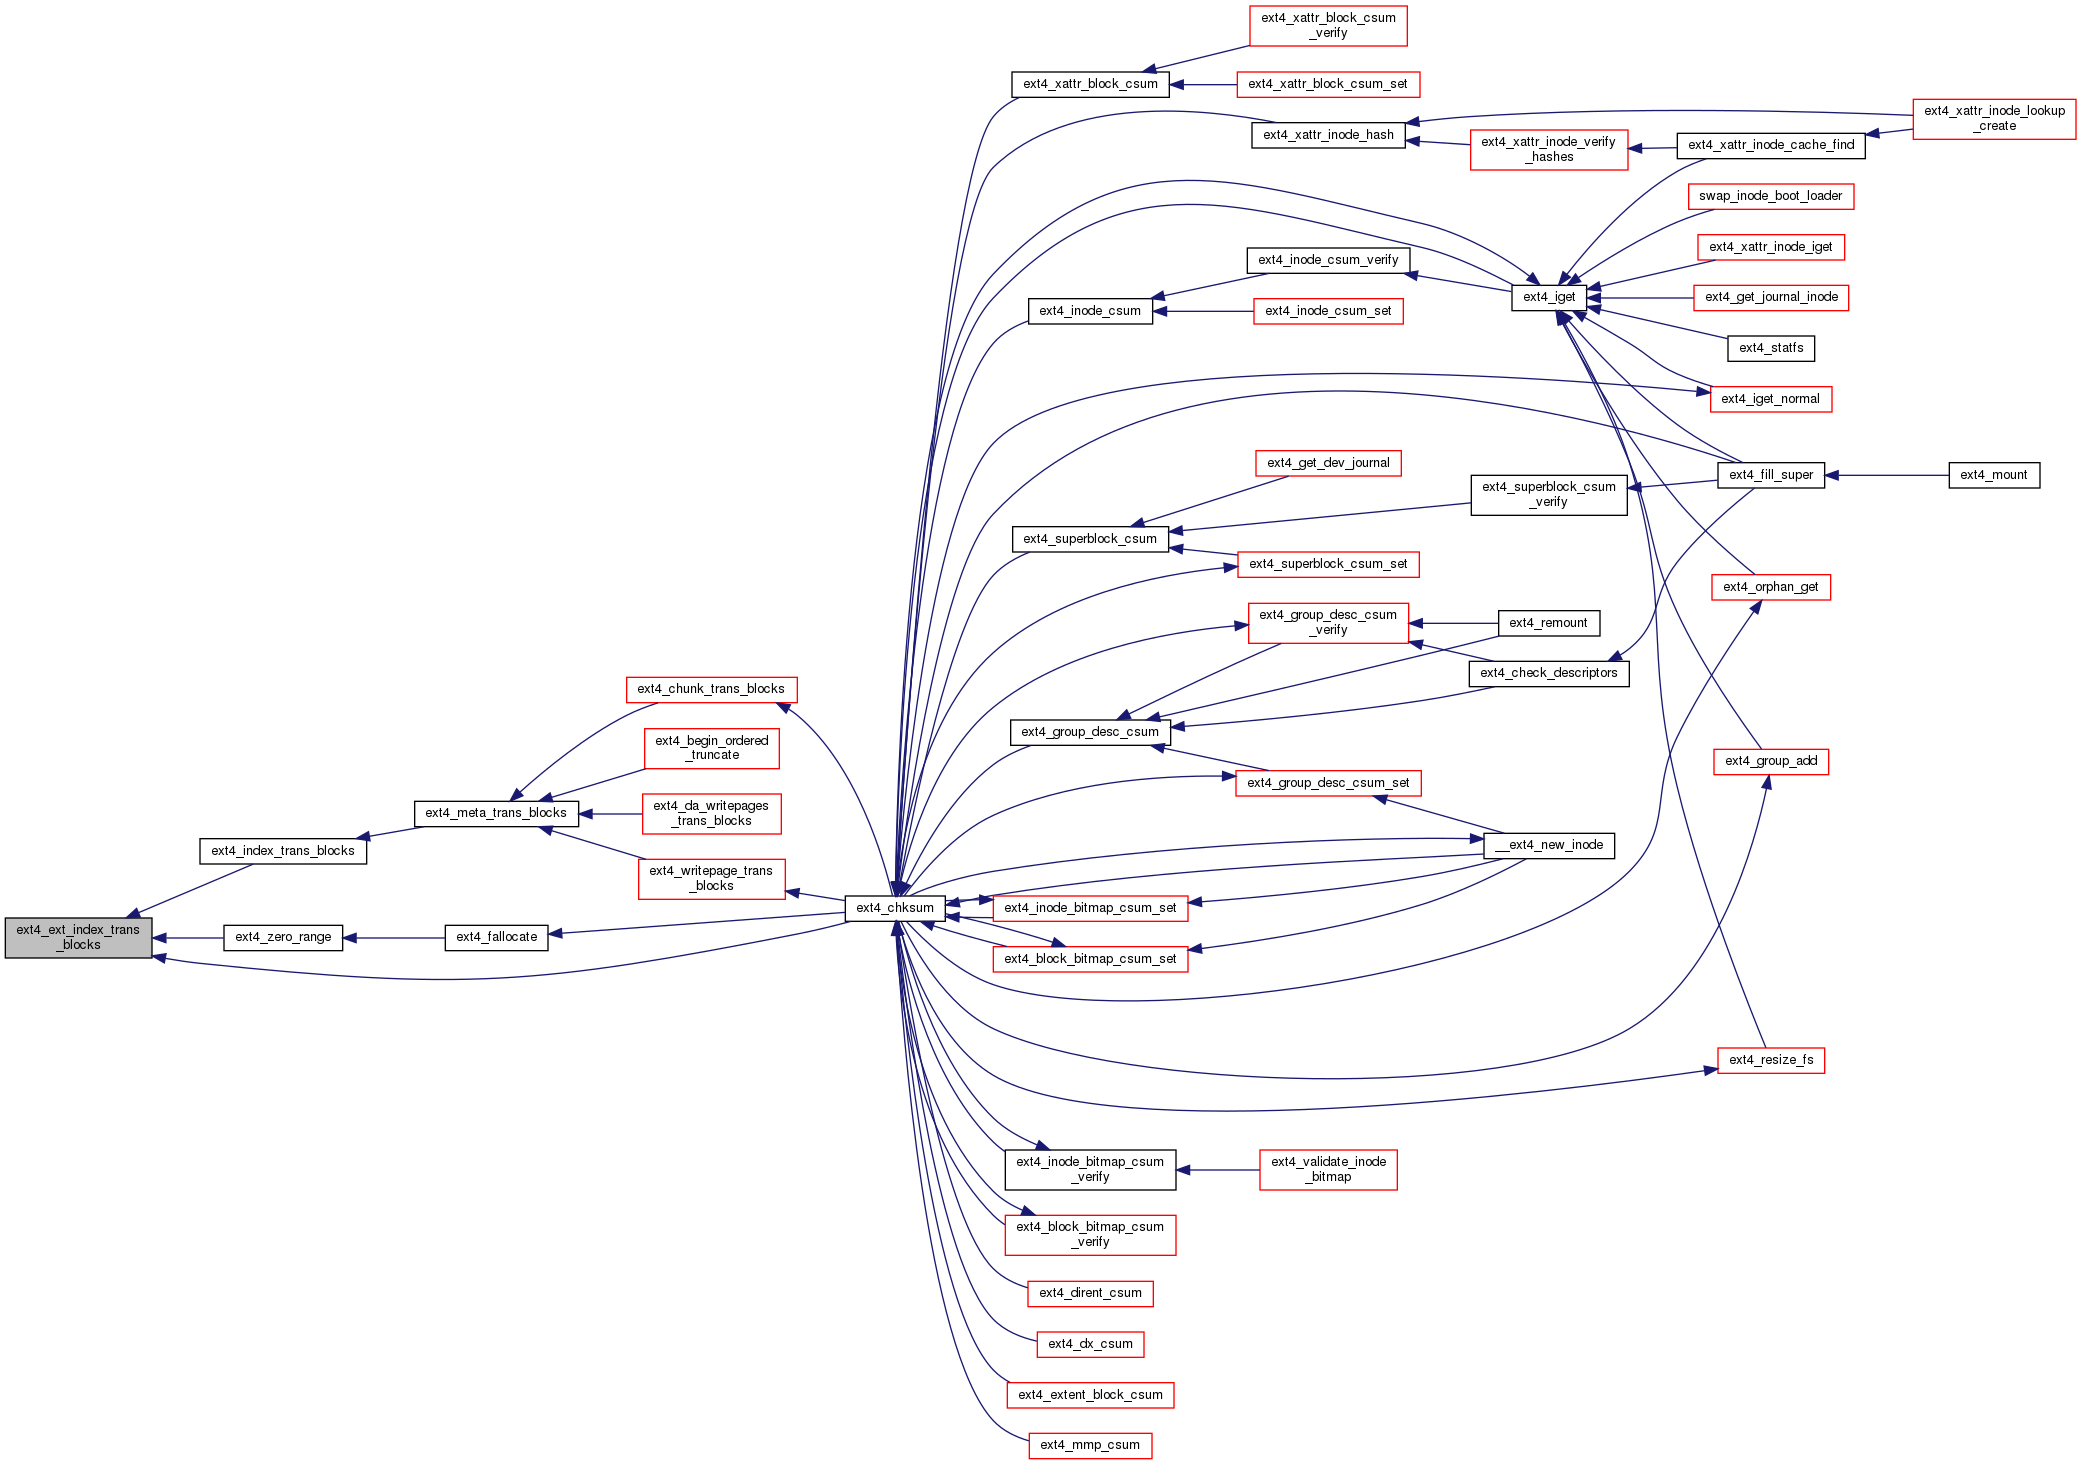 ext4_xattr_block_csum
_verify
ext4_xattr_block_csum
ext4_xattr_block_csum_set
ext4_xattr_inode_hash
ext4_xattr_inode_lookup
_create
ext4_xattr_inode_verify
_hashes
ext4_xattr_inode_cache_find
swap_inode_boot_loader
ext4_xattr_inode_iget
ext4_inode_csum_verify
ext4_iget
ext4_get_journal_inode
ext4_inode_csum
ext4_inode_csum_set
ext4_statfs
ext4_iget_normal
ext4_get_dev_journal
ext4_superblock_csum
_verify
ext4_fill_super
ext4_mount
ext4_superblock_csum
ext4_superblock_csum_set
ext4_orphan_get
ext4_group_desc_csum
_verify
ext4_remount
ext4_check_descriptors
ext4_chunk_trans_blocks
ext4_group_desc_csum
ext4_begin_ordered
_truncate
ext4_group_add
ext4_group_desc_csum_set
ext4_meta_trans_blocks
ext4_da_writepages
_trans_blocks
ext4_index_trans_blocks
__ext4_new_inode
ext4_writepage_trans
_blocks
ext4_chksum
ext4_inode_bitmap_csum_set
ext4_ext_index_trans
_blocks
ext4_zero_range
ext4_fallocate
ext4_block_bitmap_csum_set
ext4_resize_fs
ext4_inode_bitmap_csum
_verify
ext4_validate_inode
_bitmap
ext4_block_bitmap_csum
_verify
ext4_dirent_csum
ext4_dx_csum
ext4_extent_block_csum
ext4_mmp_csum